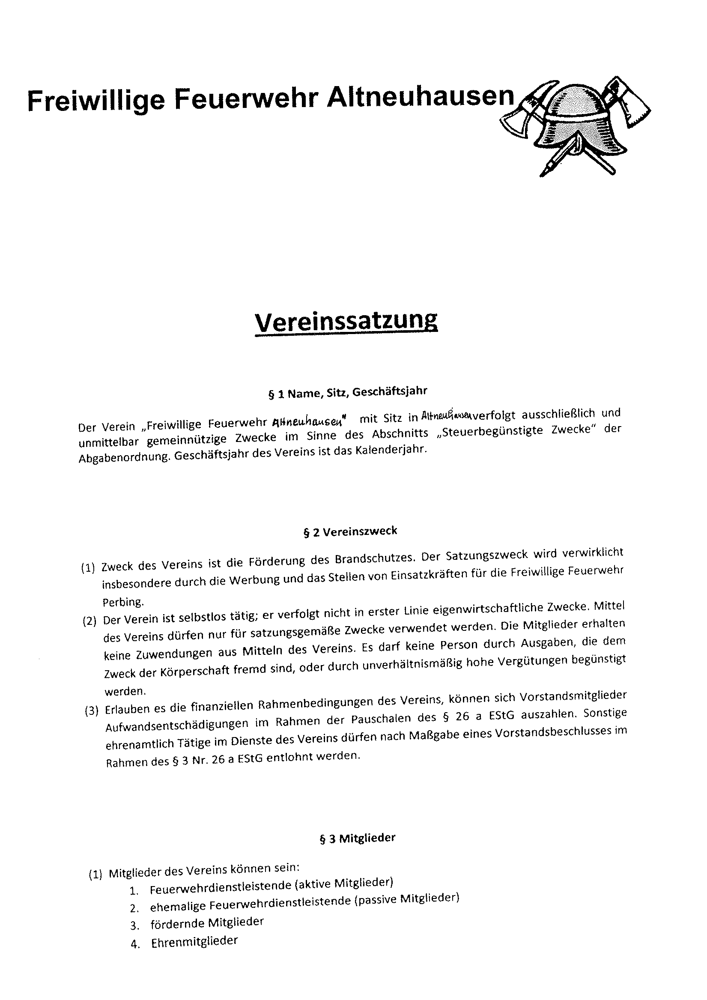 Freiwillige Feuerwehr Altneuhausen
Vereinssatzung
§ 1 Name, Sitz, Geschäftsjahr
Der Verein „Freiwillige Feuerwehr Altneuhausen" mit Sitz in Altneuhausen verfolgt ausschließlich und
unmittelbar gemeinnützige Zwecke im Sinne des Abschnitts „Steuerbegünstigte Zwecke“ der
Abgabenordnung. Geschäftsjahr des Vereins ist das Kalenderjahr.
§ 2 Vereinszweck
(1) Zweck des Vereins ist die Förderung des Brandschutzes. Der Satzungszweck wird verwirklicht
insbesondere durch die Werbung und das Stellen von Einsatzkräften für die Freiwillige Feuerwehr
Perbing.
(2) Der Verein ist selbstlos tätig; er verfolgt nicht in erster Linie eigenwirtschaftliche Zwecke. Mittel
des Vereins dürfen nur für satzungsgemäße Zwecke verwendet werden. Die Mitglieder erhalten
keine Zuwendungen aus Mitteln des Vereins. Es darf keine Person durch Ausgaben, die dem
Zweck der Körperschaft fremd sind, oder durch unverhältnismäßig hohe Vergütungen begünstigt
werden.
(3) Erlauben es die finanziellen Rahmenbedingungen des Vereins, können sich Vorstandsmitglieder
Aufwandsentschädigungen im Rahmen der Pauschalen des § 26 a EStG auszahlen. Sonstige
ehrenamtlich Tätige im Dienste des Vereins dürfen nach Maßgabe eines Vorstandsbeschlusses im
Rahmen des § 3 Nr. 26 a EStG entlohnt werden.
§ 3 Mitglieder
(1) Mitglieder des Vereins können sein:
1. Feuerwehrdienstleistende (aktive Mitglieder)
2. ehemalige Feuerwehrdienstleistende (passive Mitglieder)
3. fördernde Mitglieder
4. Ehrenmitglieder